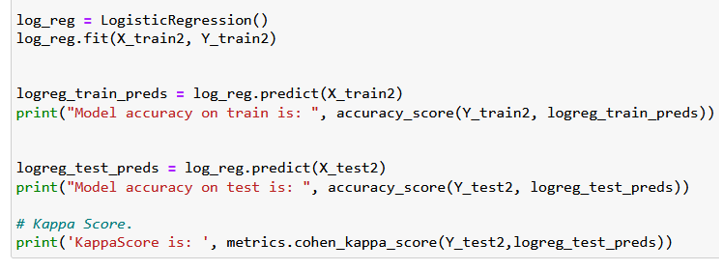 log_reg = LogisticRegression()
log_reg.fit(X_train2, Y_train2)
logreg_train_preds = log_reg.predict(X_train2)
print("Model accuracy on train is: ", accuracy_score(Y_train2, logreg_train_preds))
logreg_test_preds = log_reg.predict(X_test2)
print("Model accuracy on test is: ", accuracy_score(Y_test2, logreg_test_preds))
# Kappa Score.
print('KappaScore is: ', metrics.cohen_kappa_score(Y_test2,logreg_test_preds))